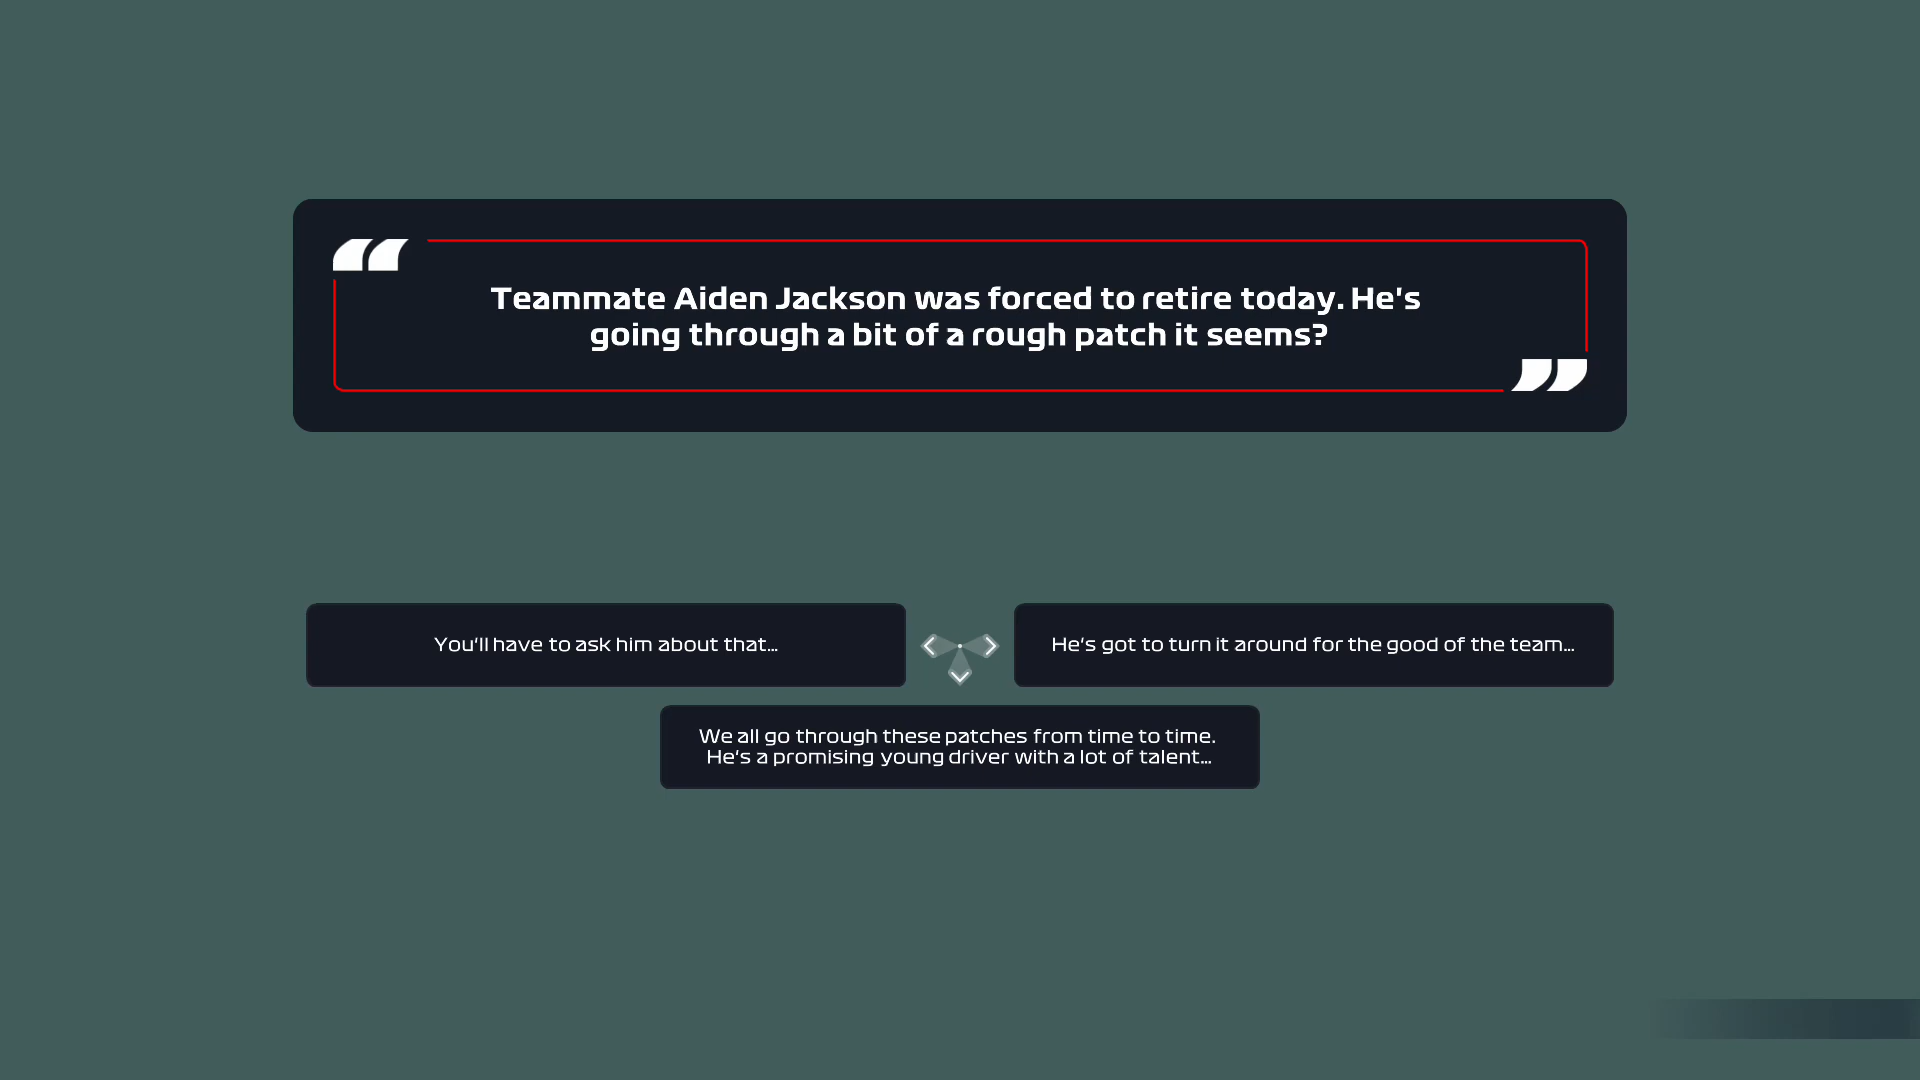 Teammate Aiden Jackson was forced to retire today. He's
going through a bit of a rough patch it seems?
You'll have to ask him about that...
He's got to turn it around for the good of the team...
We all go through these patches from time to time.
He's a promising young driver with a lot of talent...